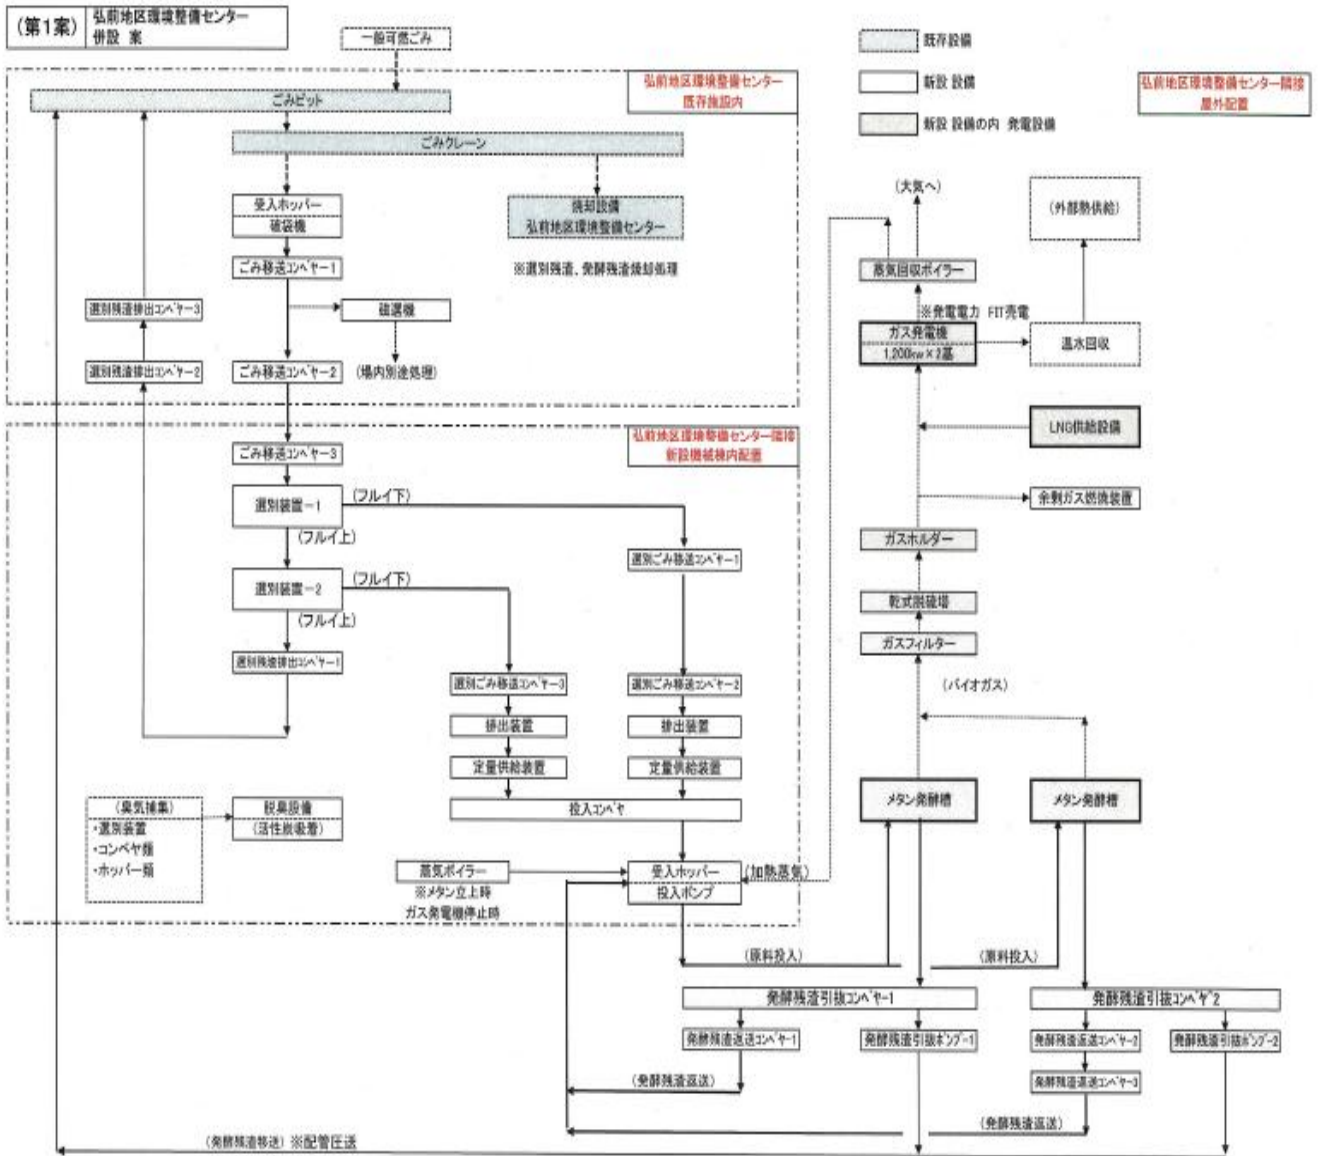 (第1案)
弘前地区環境整備センター
併設 案
一般可燃ごみ
既存設備
新設 設備
新設 設備の内 発電設備
弘前地区環境整備センター
既存施設内
弘前地区環境整備センター隣接
屋外配置
ごみピット
ごみクレーン
受入ホッパー
破袋機
焼却設備
弘前地区環境整備センター
※選別残渣、発酵残渣焼却処理
ごみ移送コンベヤー1
選別残渣排出コンベヤー3
磁選機
選別残渣排出コンベヤー2
ごみ移送コンベヤー2
(場内別途処理)
(大気へ)
(外部熱供給)
蒸気回収ボイラー
※発電電力 FIT売電
ガス発電機
1,200kw×2基
温水回収
LNG供給設備
余剰ガス燃焼装置
ガスホルダー
乾式脱硫塔
ガスフィルター
(バイオガス)
メタン発酵槽
メタン発酵槽
弘前地区環境整備センター隣接
新設機械棟内配置
ごみ移送コンベヤー3
選別装置-1
(フルイ下)
(フルイ上)
選別ごみ移送コンベヤー1
選別装置-2
(フルイ下)
(フルイ上)
選別残渣排出コンベヤー1
選別ごみ移送コンベヤー3
選別ごみ移送コンベヤー2
排出装置
排出装置
定量供給装置
定量供給装置
投入コンベヤ
(臭気捕集)
・選別装置
・コンベヤ類
・ホッパー類
脱臭設備
(活性炭吸着)
蒸気ボイラー
※メタン立上時
ガス発電機停止時
受入ホッパー
投入ポンプ
(加熱蒸気)
(原料投入)
(原料投入)
発酵残渣引抜コンベヤー1
発酵残渣引抜コンベヤ2
発酵残渣返送コンベヤー1
発酵残渣引抜ポンプ-1
発酵残渣返送コンベヤー2
発酵残渣引抜ポンプ-2
発酵残渣返送コンベヤー3
(発酵残渣返送)
(発酵残渣返送)
(発酵残渣移送) ※配管圧送